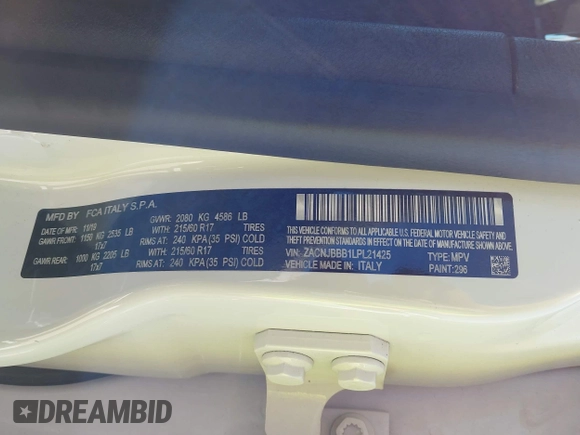 MFD BY FCA ITALY S.P.A.
DATE OF MFR: 11/19 GVWR: 2080 KG 4586 LB
GAWR FRONT: 1150 KG 2535 LB WITH: 215/60 R17 TIRES
17x7 RIMS AT: 240 KPA(35 PSI) COLD
GAWR REAR: 1000 KG 2205 LB WITH: 215/60 R17 TIRES
17x7 RIMS AT: 240 KPA(35 PSI) COLD
THIS VEHICLE CONFORMS TO ALL APPLICABLE U.S. FEDERAL MOTOR VEHICLE SAFETY AND
THEFT PREVENTION STANDARDS IN EFFECT ON THE DATE OF MANUFACTURE SHOWN ABOVE
VIN: ZACNJBBB1LPL21425 TYPE: MPV
VEHICLE MADE IN: ITALY PAINT: 296
DREAMBID